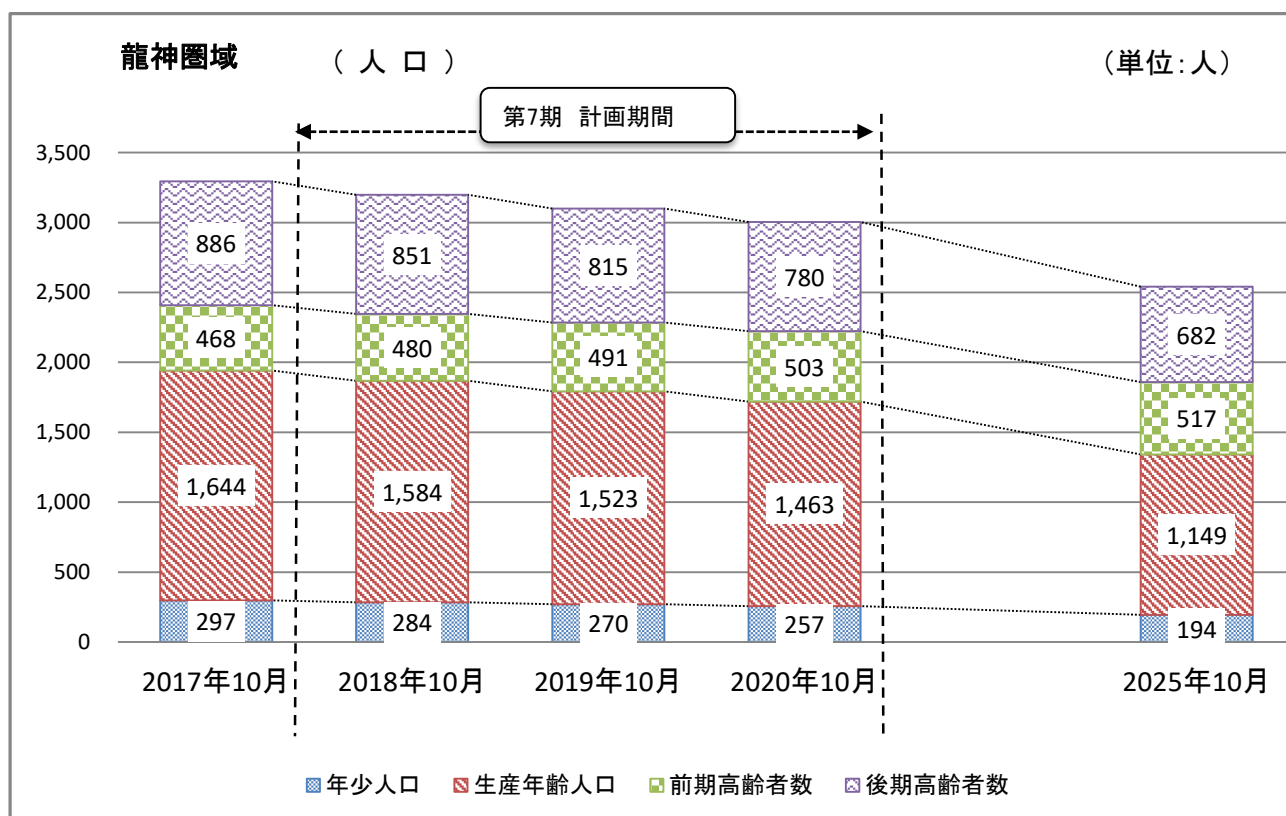 龍神圏域 （ 人 口 ） （単位：人）
第7期 計画期間
3,500
3,000
2,500
2,000
1,500
1,000
500
0
886 851 815 780 682
468 480 491 503 517
1,644 1,584 1,523 1,463 1,149
297 284 270 257 194
2017年10月 2018年10月 2019年10月 2020年10月 2025年10月
年少人口 生産年齢人口 前期高齢者数 後期高齢者数